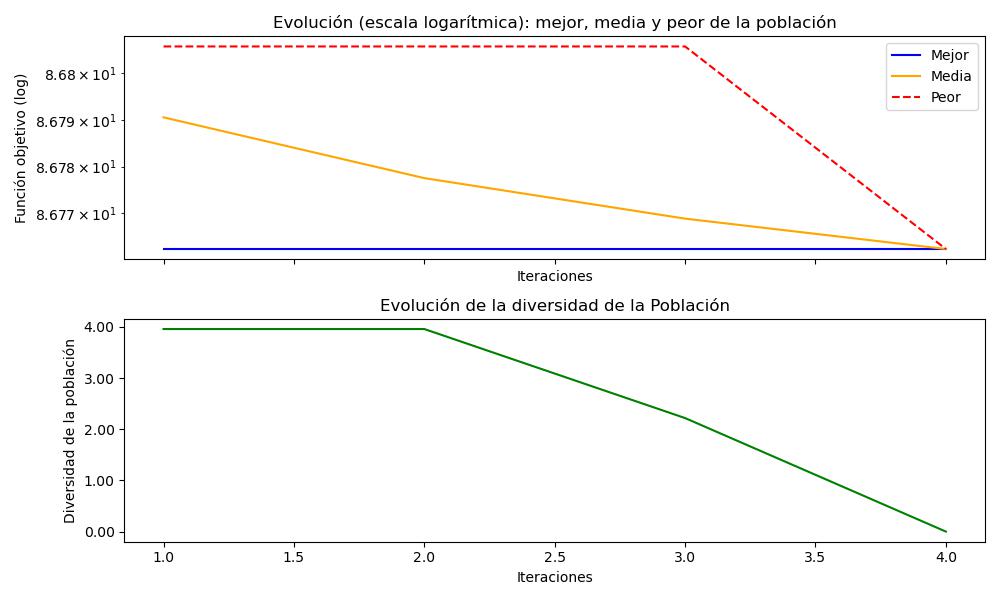 Evolución (escala logarítmica): mejor, media y peor de la población
Función objetivo (log)
8.68 × 10¹
8.679 × 10¹
8.678 × 10¹
8.677 × 10¹
Mejor
Media
Peor
Iteraciones
Evolución de la diversidad de la Población
Diversidad de la población
4.00
3.00
2.00
1.00
0.00
1.0 1.5 2.0 2.5 3.0 3.5 4.0
Iteraciones